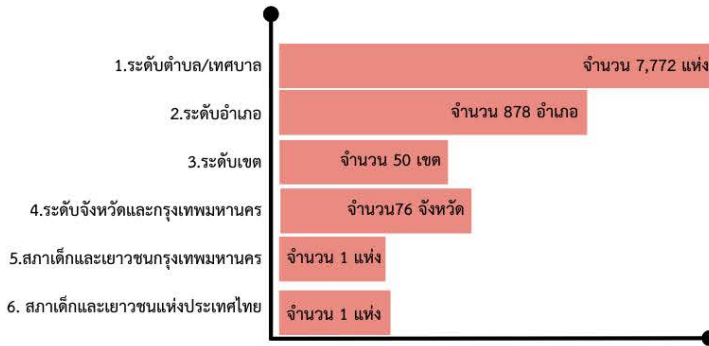 1.ระดับตำบล/เทศบาล จำนวน 7,772 แห่ง
2.ระดับอำเภอ จำนวน 878 อำเภอ
3.ระดับเขต จำนวน 50 เขต
4.ระดับจังหวัดและกรุงเทพมหานคร จำนวน76 จังหวัด
5.สภาเด็กและเยาวชนกรุงเทพมหานคร จำนวน 1 แห่ง
6. สภาเด็กและเยาวชนแห่งประเทศไทย จำนวน 1 แห่ง